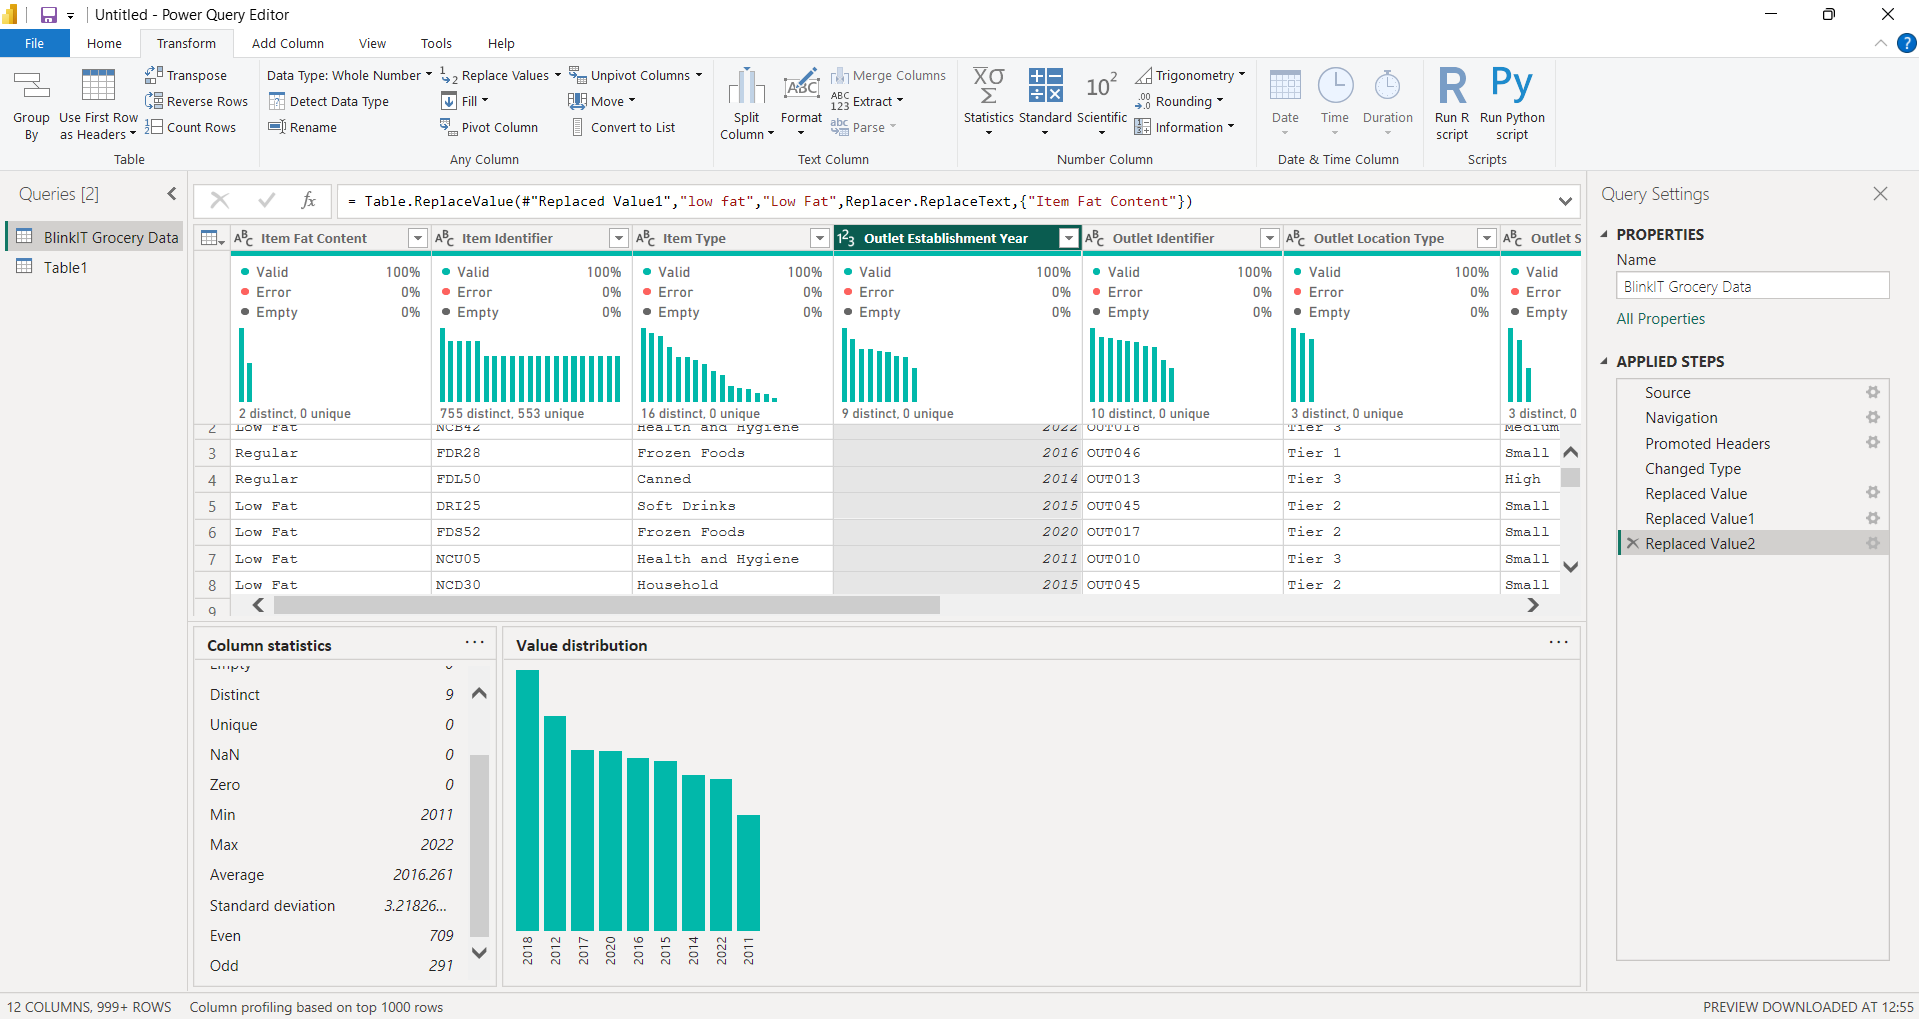 Untitled - Power Query Editor
File Home Transform Add Column View Tools Help
Group By
Use First Row as Headers
Transpose
Reverse Rows
Count Rows
Table
Data Type: Whole Number
Detect Data Type
Rename
Replace Values
Fill
Pivot Column
Unpivot Columns
Move
Convert to List
Any Column
Split Column
Format
Merge Columns
Extract
Parse
Text Column
Statistics
Standard
Scientific
Trigonometry
Rounding
Information
Number Column
Date
Time
Duration
Date & Time Column
Run R script
Run Python script
Scripts
Queries [2]
BlinkIT Grocery Data
Table1
= Table.ReplaceValue(#"Replaced Value1","low fat","Low Fat",Replacer.ReplaceText,{"Item Fat Content"})
Item Fat Content Item Identifier Item Type Outlet Establishment Year Outlet Identifier Outlet Location Type Outlet S
Valid 100% Valid 100% Valid 100% Valid 100% Valid 100% Valid 100% Valid
Error 0% Error 0% Error 0% Error 0% Error 0% Error 0% Error
Empty 0% Empty 0% Empty 0% Empty 0% Empty 0% Empty 0% Empty
2 distinct, 0 unique 755 distinct, 553 unique 16 distinct, 0 unique 9 distinct, 0 unique 10 distinct, 0 unique 3 distinct, 0 unique 3 distinct, 0
2 Low Fat NCB42 Health and Hygiene 2022 OUT018 Tier 3 Medium
3 Regular FDR28 Frozen Foods 2016 OUT046 Tier 1 Small
4 Regular FDL50 Canned 2014 OUT013 Tier 3 High
5 Low Fat DRI25 Soft Drinks 2015 OUT045 Tier 2 Small
6 Low Fat FDS52 Frozen Foods 2020 OUT017 Tier 2 Small
7 Low Fat NCU05 Health and Hygiene 2011 OUT010 Tier 3 Small
8 Low Fat NCD30 Household 2015 OUT045 Tier 2 Small
9
Column statistics
Empty 0
Distinct 9
Unique 0
NaN 0
Zero 0
Min 2011
Max 2022
Average 2016.261
Standard deviation 3.21826...
Even 709
Odd 291
Value distribution
2018 2012 2017 2020 2016 2015 2014 2022 2011
Query Settings
PROPERTIES
Name
BlinkIT Grocery Data
All Properties
APPLIED STEPS
Source
Navigation
Promoted Headers
Changed Type
Replaced Value
Replaced Value1
Replaced Value2
12 COLUMNS, 999+ ROWS Column profiling based on top 1000 rows PREVIEW DOWNLOADED AT 12:55